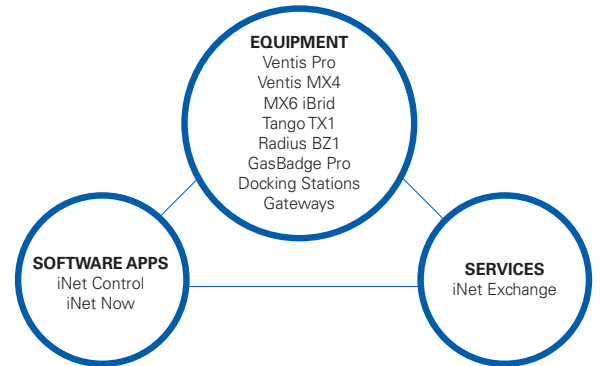 EQUIPMENT
Ventis Pro
Ventis MX4
MX6 iBrid
Tango TX1
Radius BZ1
GasBadge Pro
Docking Stations
Gateways
SOFTWARE APPS
iNet Control
iNet Now
SERVICES
iNet Exchange